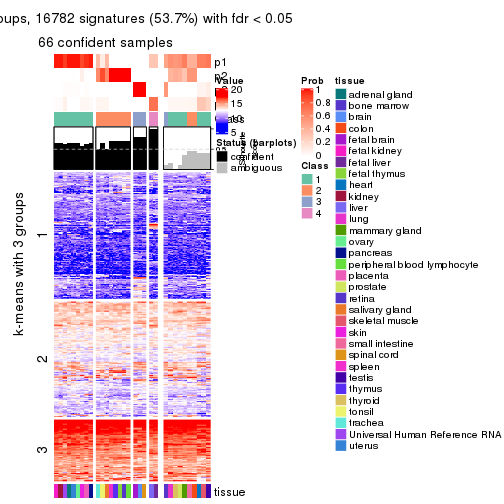 oups, 16782 signatures (53.7%) with fdr < 0.05
66 confident samples
p1
p2
Value
20
15
10
5
Status (barplots)
confident
ambiguous
k-means with 3 groups
1
2
3
tissue
Prob
1
0.8
0.6
0.4
0.2
0
Class
1
2
3
4
tissue
adrenal gland
bone marrow
brain
colon
fetal brain
fetal kidney
fetal liver
fetal thymus
heart
kidney
liver
lung
mammary gland
ovary
pancreas
peripheral blood lymphocyte
placenta
prostate
retina
salivary gland
skeletal muscle
skin
small intestine
spinal cord
spleen
testis
thymus
thyroid
tonsil
trachea
Universal Human Reference RNA
uterus